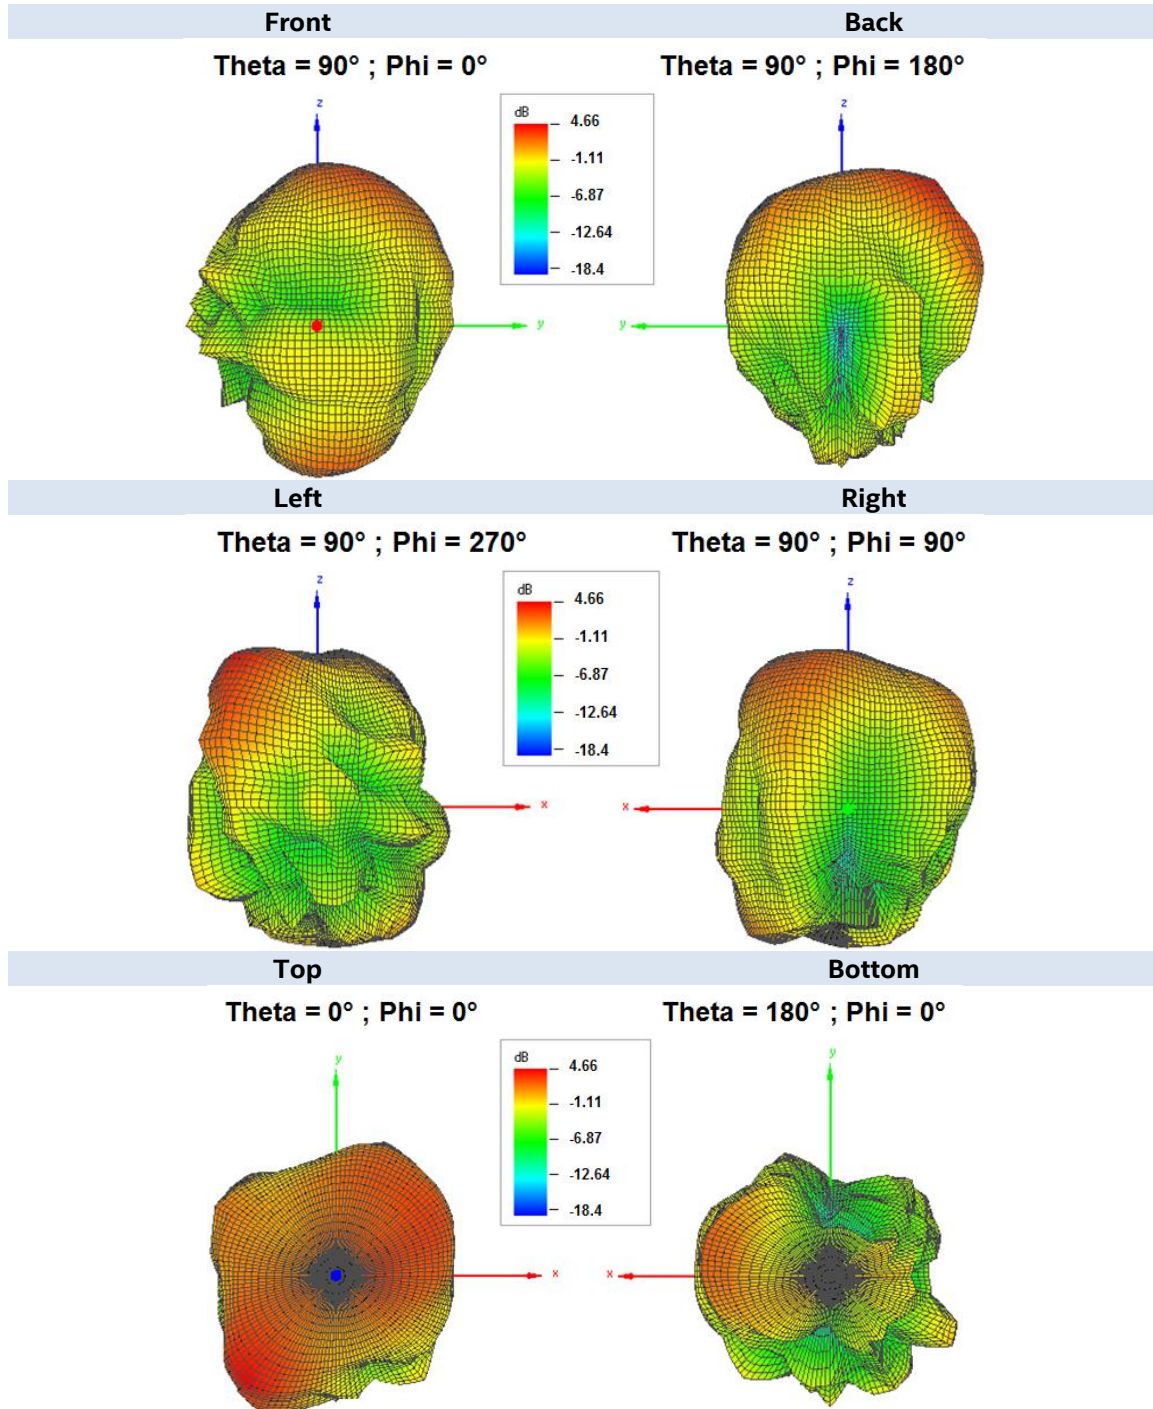 Front Back
Theta = 90° ; Phi = 0° Theta = 90° ; Phi = 180°
z
dB
4.66
-1.11
-6.87
-12.64
-18.4
z
y
y
Left Right
Theta = 90° ; Phi = 270° Theta = 90° ; Phi = 90°
z
dB
4.66
-1.11
-6.87
-12.64
-18.4
z
x
x
Top Bottom
Theta = 0° ; Phi = 0° Theta = 180° ; Phi = 0°
y
dB
4.66
-1.11
-6.87
-12.64
-18.4
y
x
x